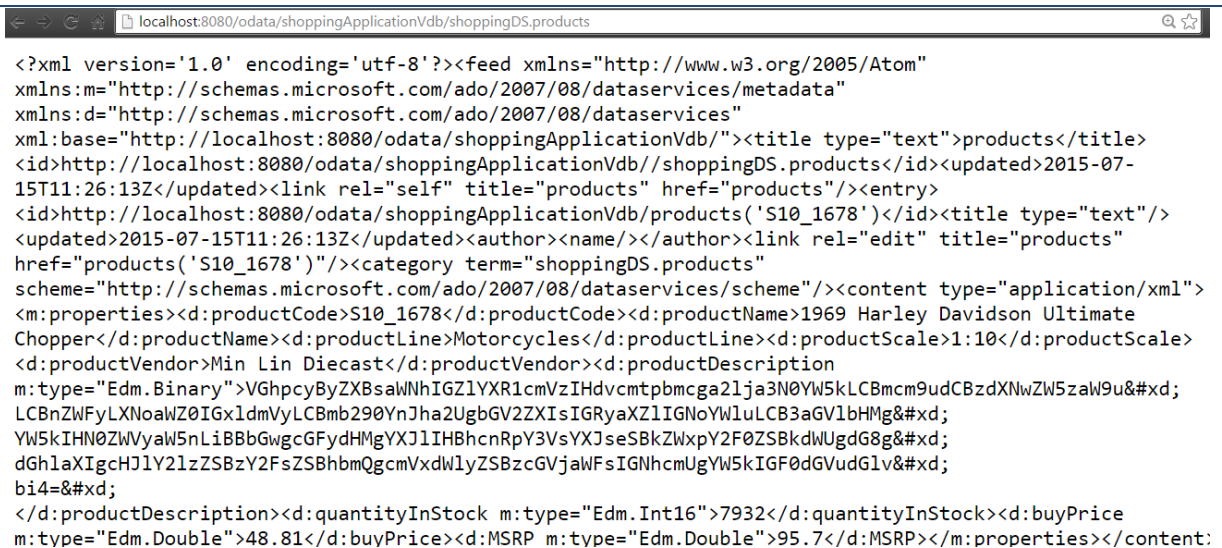 localhost:8080/odata/shoppingApplicationVdb/shoppingDS.products
<?xml version='1.0' encoding='utf-8'?><feed xmlns="http://www.w3.org/2005/Atom"
xmlns:m="http://schemas.microsoft.com/ado/2007/08/dataservices/metadata"
xmlns:d="http://schemas.microsoft.com/ado/2007/08/dataservices"
xml:base="http://localhost:8080/odata/shoppingApplicationVdb/"><title type="text">products</title>
<id>http://localhost:8080/odata/shoppingApplicationVdb//shoppingDS.products</id><updated>2015-07-
15T11:26:13Z</updated><link rel="self" title="products" href="products"/><entry>
<id>http://localhost:8080/odata/shoppingApplicationVdb/products('S10_1678')</id><title type="text"/>
<updated>2015-07-15T11:26:13Z</updated><author><name/></author><link rel="edit" title="products"
href="products('S10_1678')"/><category term="shoppingDS.products"
scheme="http://schemas.microsoft.com/ado/2007/08/dataservices/scheme"/><content type="application/xml">
<m:properties><d:productCode>S10_1678</d:productCode><d:productName>1969 Harley Davidson Ultimate
Chopper</d:productName><d:productLine>Motorcycles</d:productLine><d:productScale>1:10</d:productScale>
<d:productVendor>Min Lin Diecast</d:productVendor><d:productDescription
m:type="Edm.Binary">VGhpcyByZXBsaWNhIGZlYXR1cmVzIHdvcmtpbmcga2lja3N0YW5kLCBmcm9udCBzdXNwZW5zaW9u&#xd;
LCBnZWFyLXNoaWZ0IGxldmVyLCBmb290YnJha2UgbGV2ZXIsIGRyaXZlIGNoYWluLCB3aGVlbHMg&#xd;
YW5kIHN0ZWVyaW5nLiBBbGwgcGFydHMgYXJlIHBhcnRpY3VsYXJseSBkZWxpY2F0ZSBkdWUgdG8g&#xd;
dGhlaXIgcHJlY2lzZSBzY2FsZSBhbmQgcmVxdWlyZSBzcGVjaWFsIGNhcmUgYW5kIGF0dGVudGlv&#xd;
bi4=&#xd;
</d:productDescription><d:quantityInStock m:type="Edm.Int16">7932</d:quantityInStock><d:buyPrice
m:type="Edm.Double">48.81</d:buyPrice><d:MSRP m:type="Edm.Double">95.7</d:MSRP></m:properties></content>